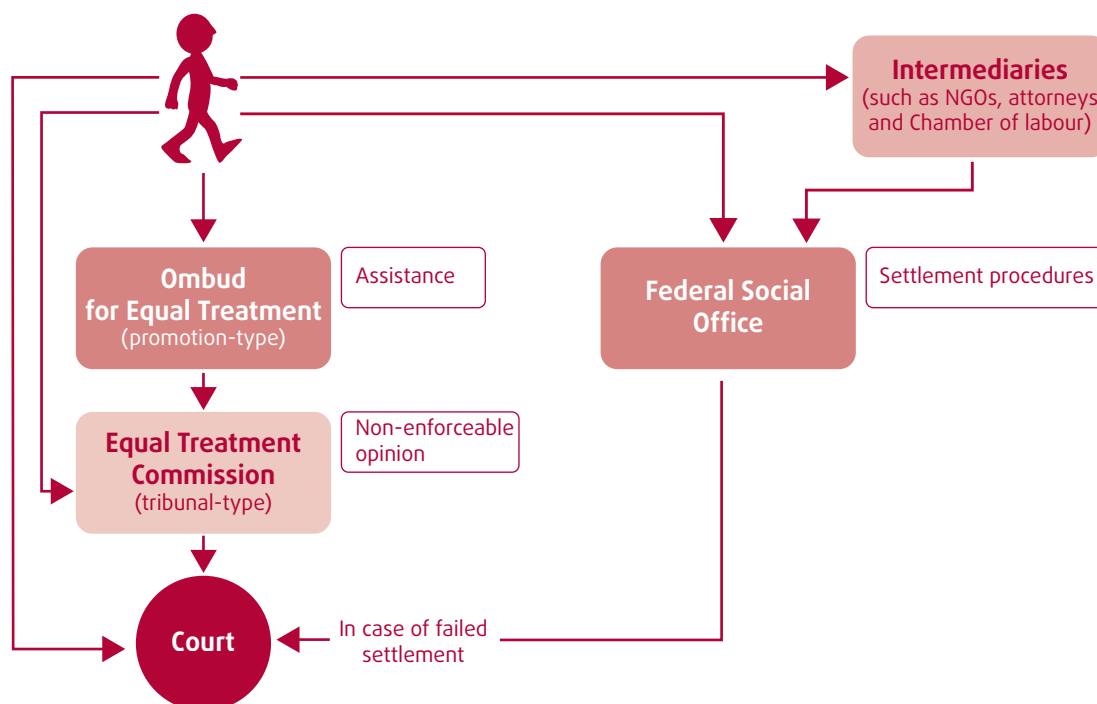 Intermediaries
(such as NGOs, attorneys
and Chamber of labour)
Ombud
for Equal Treatment
(promotion-type)
Assistance
Federal Social
Office
Settlement procedures
Equal Treatment
Commission
(tribunal-type)
Non-enforceable
opinion
Court
In case of failed
settlement